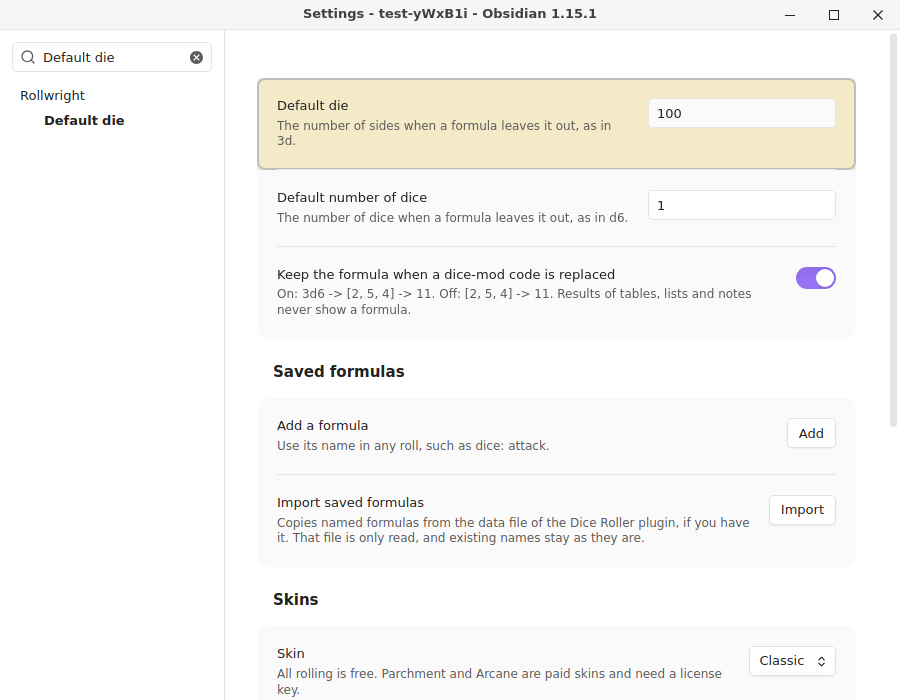 Settings - test-yWxB1i - Obsidian 1.15.1
Default die
Rollwright
Default die
Default die
The number of sides when a formula leaves it out, as in
3d.
100
Default number of dice
The number of dice when a formula leaves it out, as in d6.
1
Keep the formula when a dice-mod code is replaced
On: 3d6 -> [2, 5, 4] -> 11. Off: [2, 5, 4] -> 11. Results of tables, lists and notes
never show a formula.
Saved formulas
Add a formula
Use its name in any roll, such as dice: attack.
Add
Import saved formulas
Copies named formulas from the data file of the Dice Roller plugin, if you have
it. That file is only read, and existing names stay as they are.
Import
Skins
Skin
All rolling is free. Parchment and Arcane are paid skins and need a license
key.
Classic